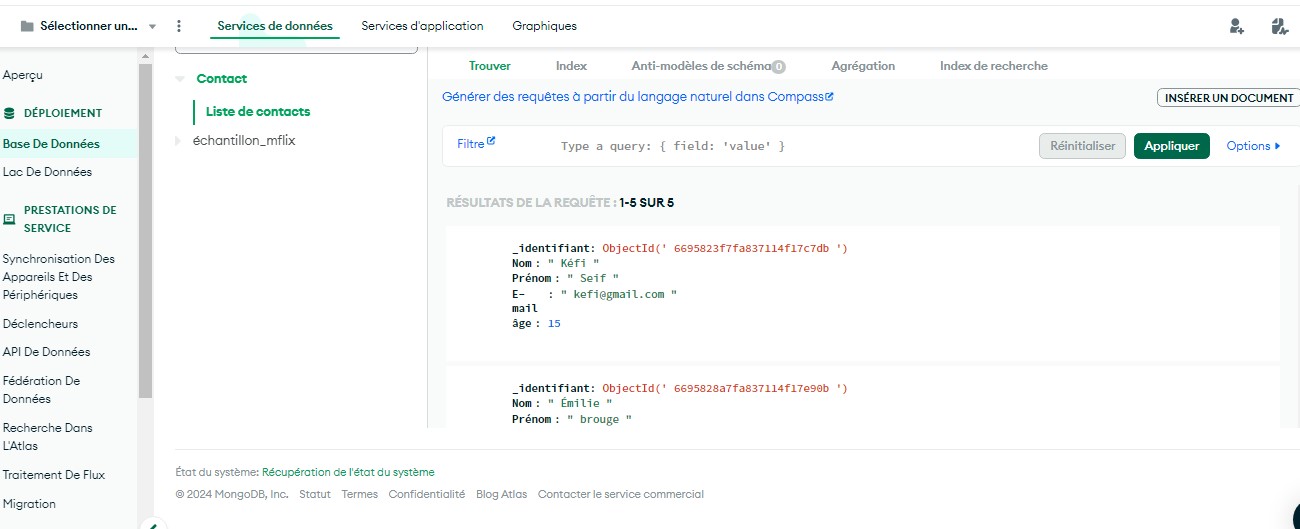 Sélectionner un...
Services de données
Services d'application
Graphiques
Aperçu
DÉPLOIEMENT
Base De Données
Lac De Données
PRESTATIONS DE
SERVICE
Synchronisation Des
Appareils Et Des
Périphériques
Déclencheurs
API De Données
Fédération De
Données
Recherche Dans
L'Atlas
Traitement De Flux
Migration
Contact
Liste de contacts
échantillon_mflix
Trouver
Index
Anti-modèles de schéma 0
Agrégation
Index de recherche
Générer des requêtes à partir du langage naturel dans Compass
INSÉRER UN DOCUMENT
Filtre
Type a query: { field: 'value' }
Réinitialiser
Appliquer
Options
RÉSULTATS DE LA REQUÊTE : 1-5 SUR 5
_identifiant: ObjectId(' 6695823f7fa837114f17c7db ')
Nom : " Kéfi "
Prénom : " Seif "
E- : " kefi@gmail.com "
mail
âge : 15
_identifiant: ObjectId(' 6695828a7fa837114f17e90b ')
Nom : " Émilie "
Prénom : " brouge "
État du système: Récupération de l'état du système
© 2024 MongoDB, Inc. Statut Termes Confidentialité Blog Atlas Contacter le service commercial